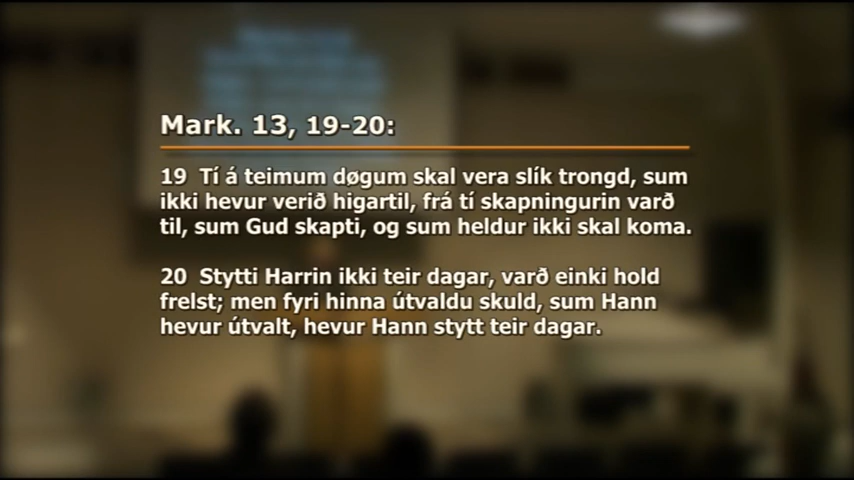 Mark. 13, 19-20:
19 Tí á teimum døgum skal vera slík trongd, sum
ikki hevur verið higartil, frá tí skapningurin varð
til, sum Gud skapti, og sum heldur ikki skal koma.
20 Stytti Harrin ikki teir dagar, varð einki hold
frelst; men fyri hinna útvaldu skuld, sum Hann
hevur útvalt, hevur Hann stytt teir dagar.